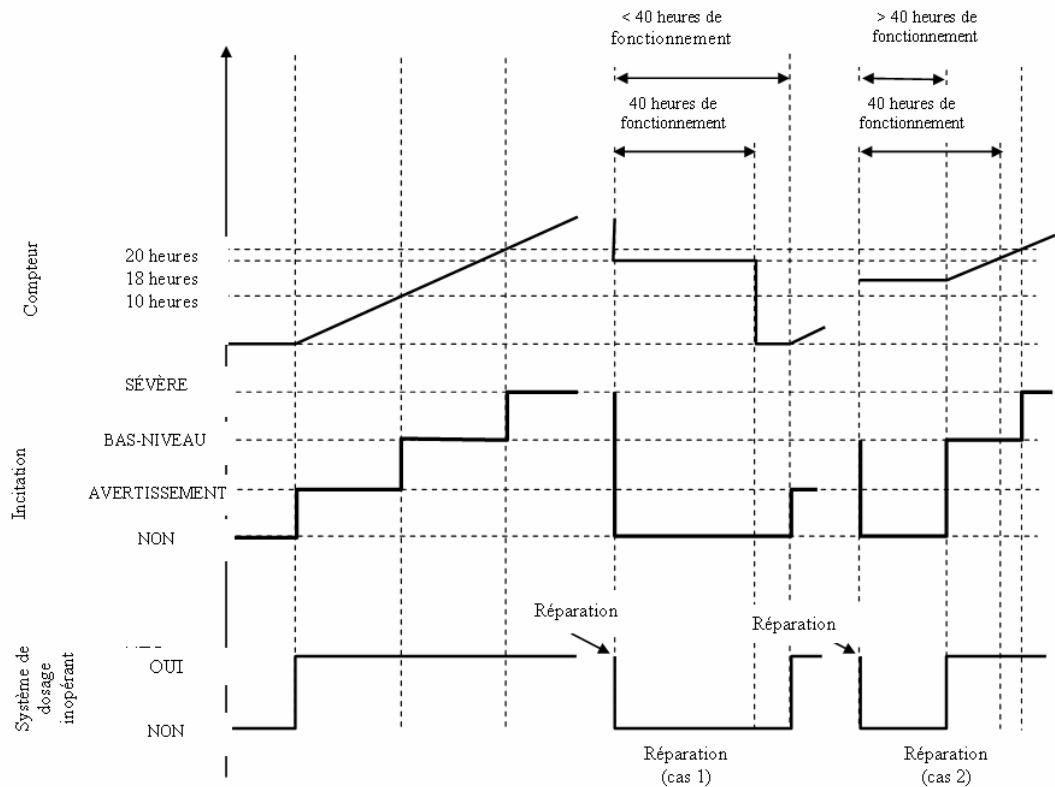 < 40 heures de
fonctionnement
> 40 heures de
fonctionnement
40 heures de
fonctionnement
40 heures de
fonctionnement
Compteur
20 heures
18 heures
10 heures
Incitation
SÉVÈRE
BAS-NIVEAU
AVERTISSEMENT
NON
Réparation
Réparation
Système de
dosage
inopérant
OUI
NON
Réparation
(cas 1)
Réparation
(cas 2)